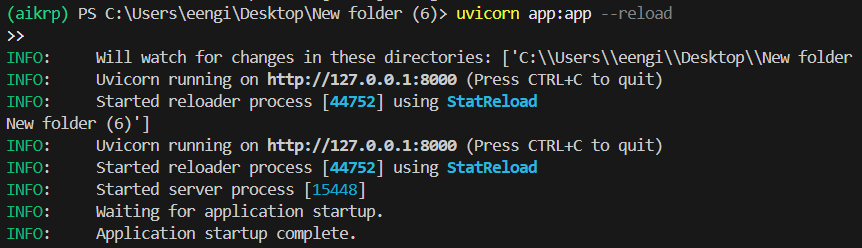 (aikrp) PS C:\Users\eengi\Desktop\New folder (6)> uvicorn app:app --reload
>>
INFO:     Will watch for changes in these directories: ['C:\\Users\\eengi\\Desktop\\New folder
INFO:     Uvicorn running on http://127.0.0.1:8000 (Press CTRL+C to quit)
INFO:     Started reloader process [44752] using StatReload
New folder (6)']
INFO:     Uvicorn running on http://127.0.0.1:8000 (Press CTRL+C to quit)
INFO:     Started reloader process [44752] using StatReload
INFO:     Started server process [15448]
INFO:     Waiting for application startup.
INFO:     Application startup complete.